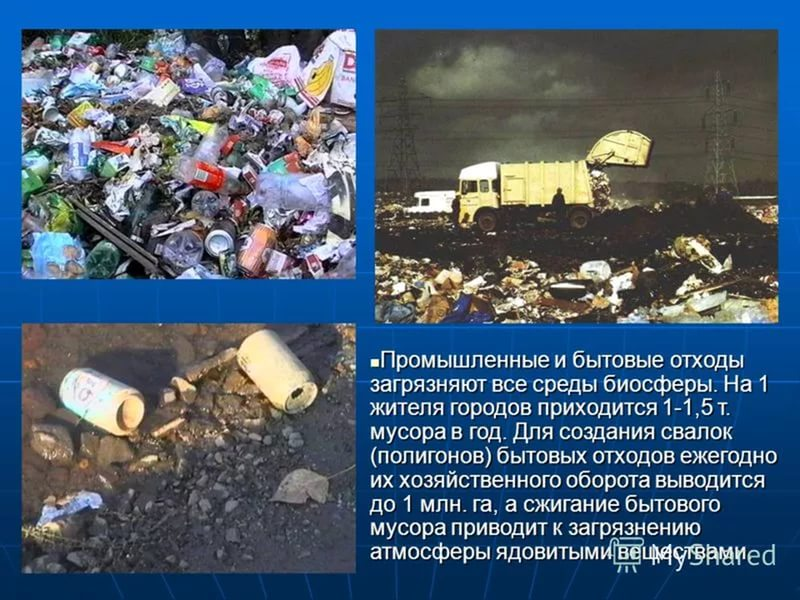 Промышленные и бытовые отходы
загрязняют все среды биосферы. На 1
жителя городов приходится 1-1,5 т.
мусора в год. Для создания свалок
(полигонов) бытовых отходов ежегодно
их хозяйственного оборота выводится
до 1 млн. га, а сжигание бытового
мусора приводит к загрязнению
атмосферы ядовитыми веществами.
MyShared